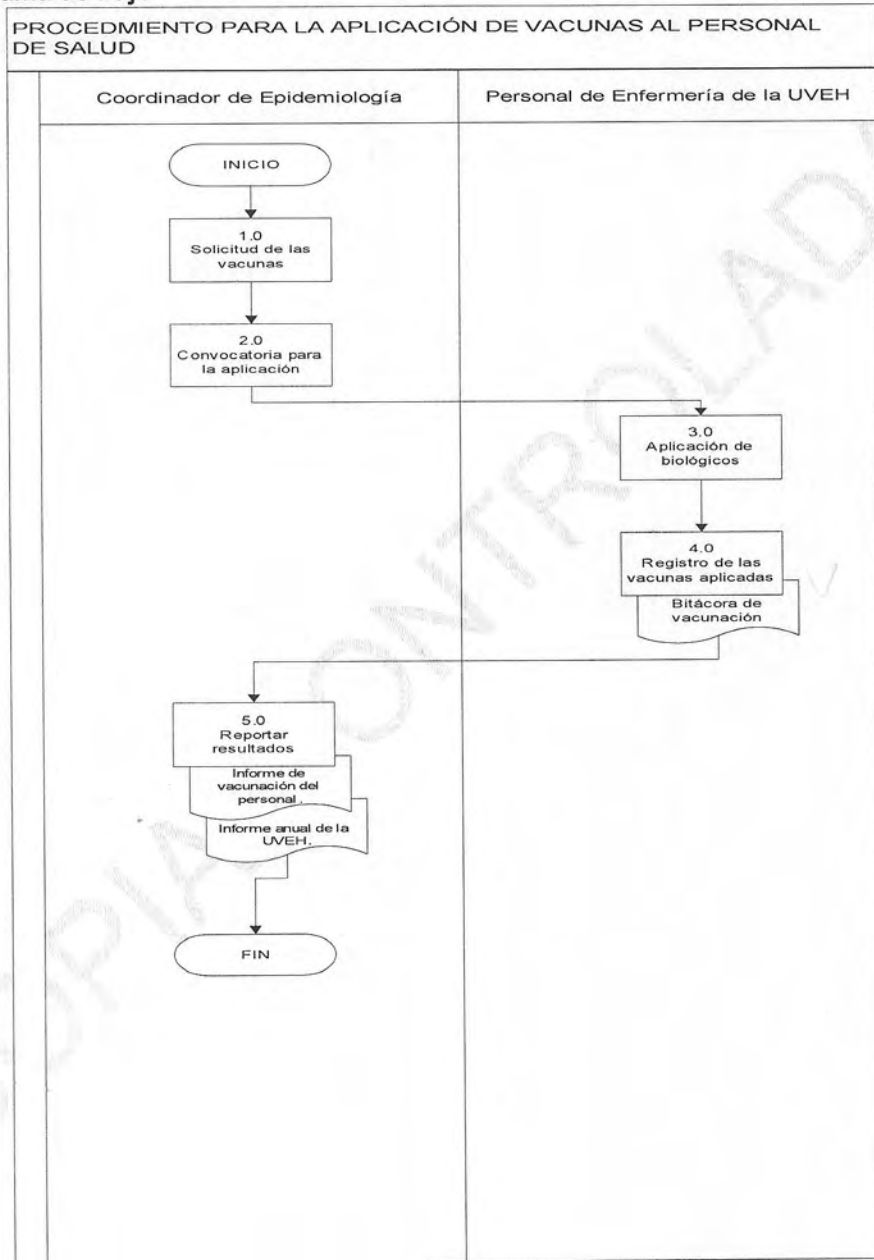 PROCEDMIENTO PARA LA APLICACIÓN DE VACUNAS AL PERSONAL
DE SALUD
Coordinador de Epidemiología
Personal de Enfermería de la UVEH
INICIO
1.0
Solicitud de las
vacunas
2.0
Convocatoria para
la aplicación
3.0
Aplicación de
biológicos
4.0
Registro de las
vacunas aplicadas
Bitácora de
vacunación
5.0
Reportar
resultados
Informe de
vacunación del
personal.
Informe anual de la
UVEH.
FIN
COPIA CONTROLADA